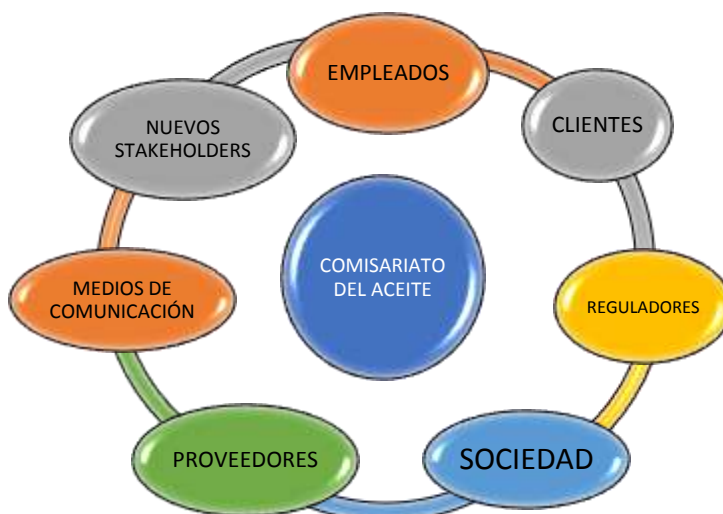 EMPLEADOS
CLIENTES
NUEVOS
STAKEHOLDERS
COMISARIATO
DEL ACEITE
MEDIOS DE
COMUNICACIÓN
REGULADORES
PROVEEDORES
SOCIEDAD